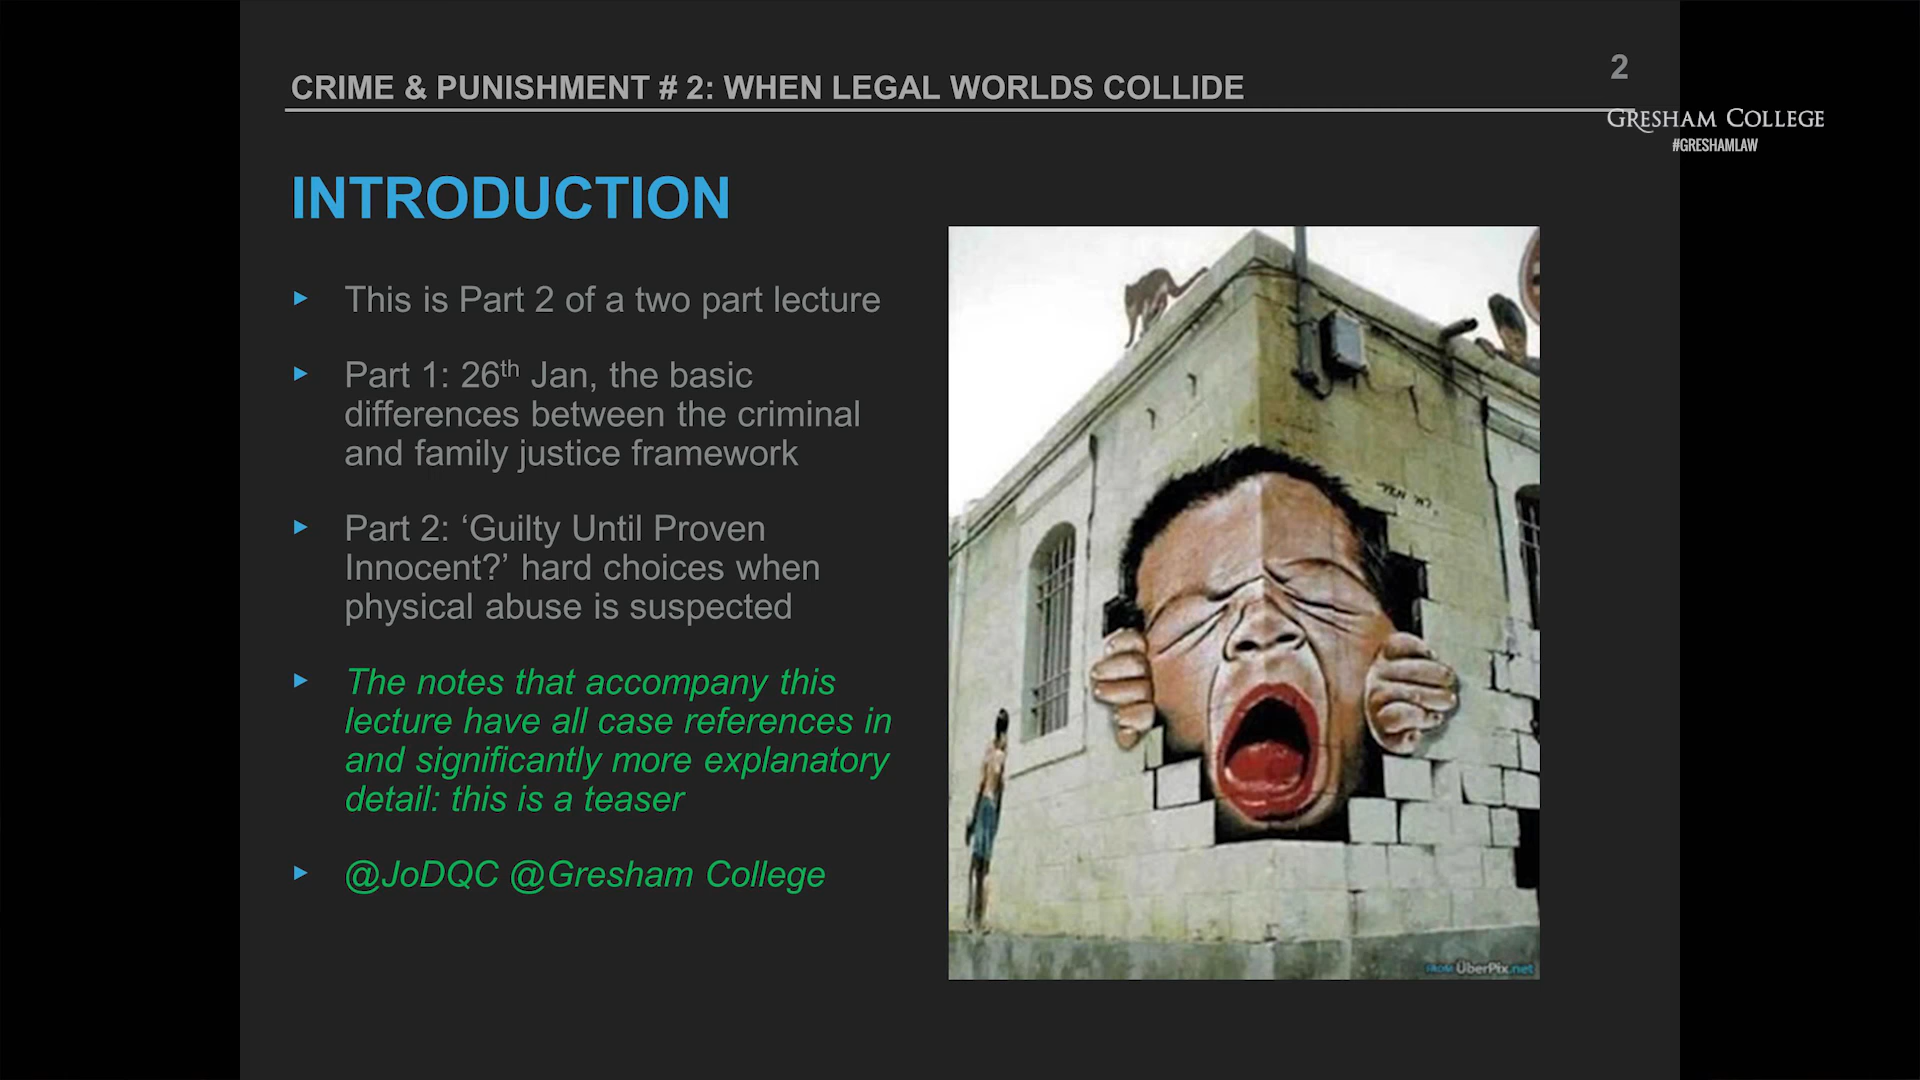 CRIME & PUNISHMENT # 2: WHEN LEGAL WORLDS COLLIDE
2
GRESHAM COLLEGE
#GRESHAMLAW
INTRODUCTION
This is Part 2 of a two part lecture
Part 1: 26th Jan, the basic
differences between the criminal
and family justice framework
Part 2: ‘Guilty Until Proven
Innocent?’ hard choices when
physical abuse is suspected
The notes that accompany this
lecture have all case references in
and significantly more explanatory
detail: this is a teaser
@JoDQC @Gresham College
FROM ÜberPix.net